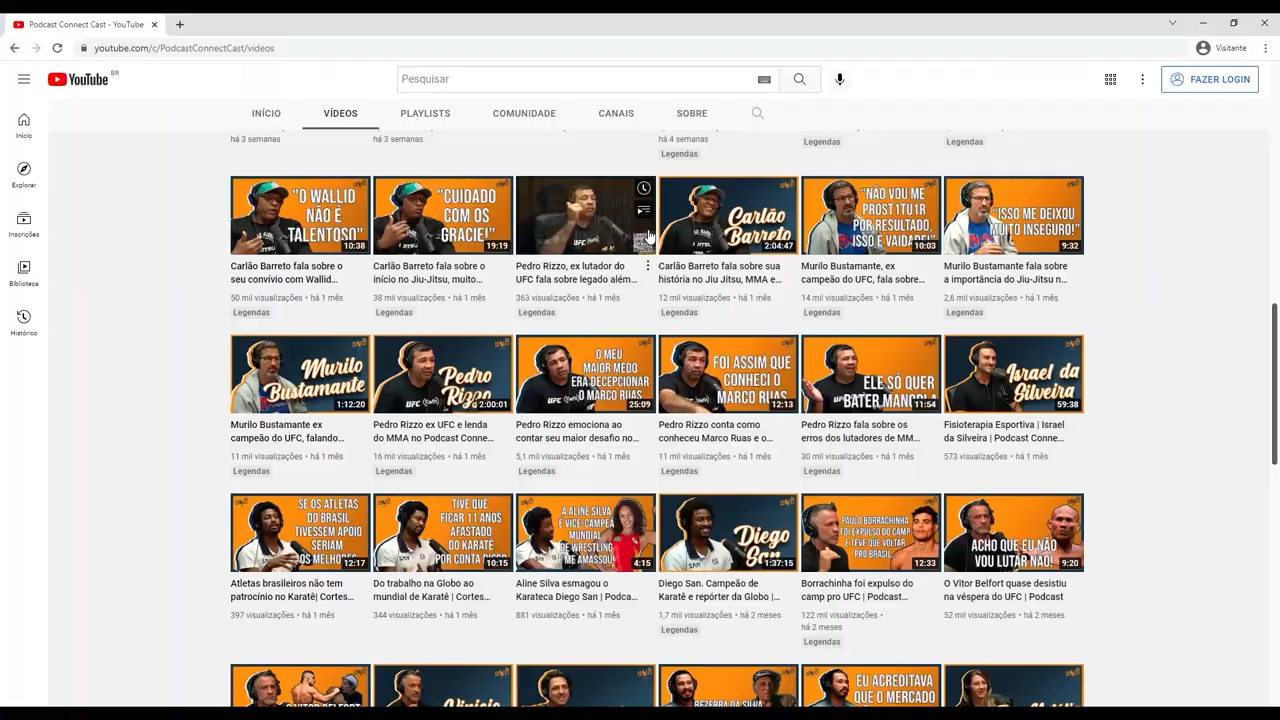 Podcast Connect Cast - YouTube
youtube.com/c/PodcastConnectCast/videos
Visitante
YouTube BR
Pesquisar
FAZER LOGIN
INÍCIO VÍDEOS PLAYLISTS COMUNIDADE CANAIS SOBRE
Início
Explorar
Inscrições
Biblioteca
Histórico
há 3 semanas há 3 semanas há 4 semanas
Legendas Legendas Legendas
"O WALLID
NÃO É
TALENTOSO"
10:38
"CUIDADO
COM OS
GRACIE!"
19:19
UFC
Carlão
Barreto
2:04:47
"NÃO VOU ME
PROST1TU1R
POR RESULTADO,
ISSO É VAIDADE!"
10:03
"ISSO ME DEIXOU
MUITO INSEGURO!"
9:32
Carlão Barreto fala sobre o
seu convívio com Wallid...
50 mil visualizações • há 1 mês
Legendas
Carlão Barreto fala sobre o
início no Jiu-Jitsu, muito...
38 mil visualizações • há 1 mês
Legendas
Pedro Rizzo, ex lutador do
UFC fala sobre legado além...
363 visualizações • há 1 mês
Legendas
Carlão Barreto fala sobre sua
história no Jiu Jitsu, MMA e...
12 mil visualizações • há 1 mês
Legendas
Murilo Bustamante, ex
campeão do UFC, fala sobre...
14 mil visualizações • há 1 mês
Legendas
Murilo Bustamante fala sobre
a importância do Jiu-Jitsu n...
2,6 mil visualizações • há 1 mês
Legendas
Murilo
Bustamante
1:12:20
Pedro
Rizzo
UFC
2:00:01
O MEU
MAIOR MEDO
ERA DECEPCIONAR
O MARCO RUAS
25:09
FOI ASSIM QUE
CONHECI O
MARCO RUAS
12:13
ELE SÓ QUER
BATER MANOPLA
11:54
Israel da
Silveira
59:38
Murilo Bustamante ex
campeão do UFC, falando...
11 mil visualizações • há 1 mês
Legendas
Pedro Rizzo ex UFC e lenda
do MMA no Podcast Conne...
16 mil visualizações • há 1 mês
Legendas
Pedro Rizzo emociona ao
contar seu maior desafio no...
5,1 mil visualizações • há 1 mês
Legendas
Pedro Rizzo conta como
conheceu Marco Ruas e o...
11 mil visualizações • há 1 mês
Legendas
Pedro Rizzo fala sobre os
erros dos lutadores de MM...
30 mil visualizações • há 1 mês
Legendas
Fisioterapia Esportiva | Israel
da Silveira | Podcast Conne...
573 visualizações • há 1 mês
SE OS ATLETAS
DO BRASIL
TIVESSEM APOIO
SERIAM
OS MELHORES
12:17
TIVE QUE
FICAR 11 ANOS
AFASTADO
DO KARATÊ
POR CONTA DISSO
10:15
A ALINE SILVA
É VICE-CAMPEÃ
MUNDIAL
DE WRESTLING
E ME AMASSOU!
4:15
Diego
San
1:37:15
PAULO BORRACHINHA
FOI EXPULSO DO CAMP
E TEVE QUE VOLTAR
PRO BRASIL
12:33
ACHO QUE EU NÃO
VOU LUTAR NÃO!
9:20
Atletas brasileiros não tem
patrocínio no Karatê| Cortes...
397 visualizações • há 1 mês
Do trabalho na Globo ao
mundial de Karatê | Cortes...
344 visualizações • há 1 mês
Aline Silva esmagou o
Karateca Diego San | Podca...
881 visualizações • há 1 mês
Diego San. Campeão de
Karatê e repórter da Globo |...
1,7 mil visualizações • há 2 meses
Legendas
Borrachinha foi expulso do
camp pro UFC | Podcast...
122 mil visualizações •
há 2 meses
Legendas
O Vitor Belfort quase desistiu
na véspera do UFC | Podcast
52 mil visualizações • há 2 meses
O VITOR BELFORT
Vinicio
BEZERRA DA SILVA
EU ACREDITAVA
QUE O MERCADO